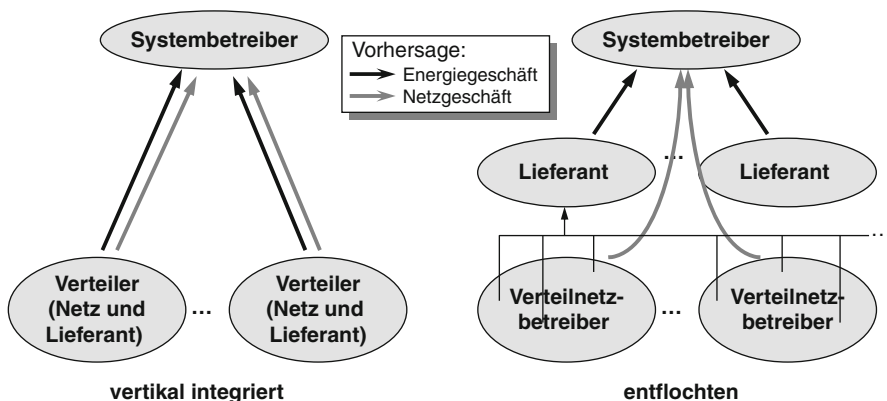 Systembetreiber
Vorhersage:
Energiegeschäft
Netzgeschäft
Systembetreiber
Lieferant
...
Lieferant
...
Verteiler
(Netz und
Lieferant)
...
Verteiler
(Netz und
Lieferant)
Verteilnetz-
betreiber
...
Verteilnetz-
betreiber
vertikal integriert
entflochten